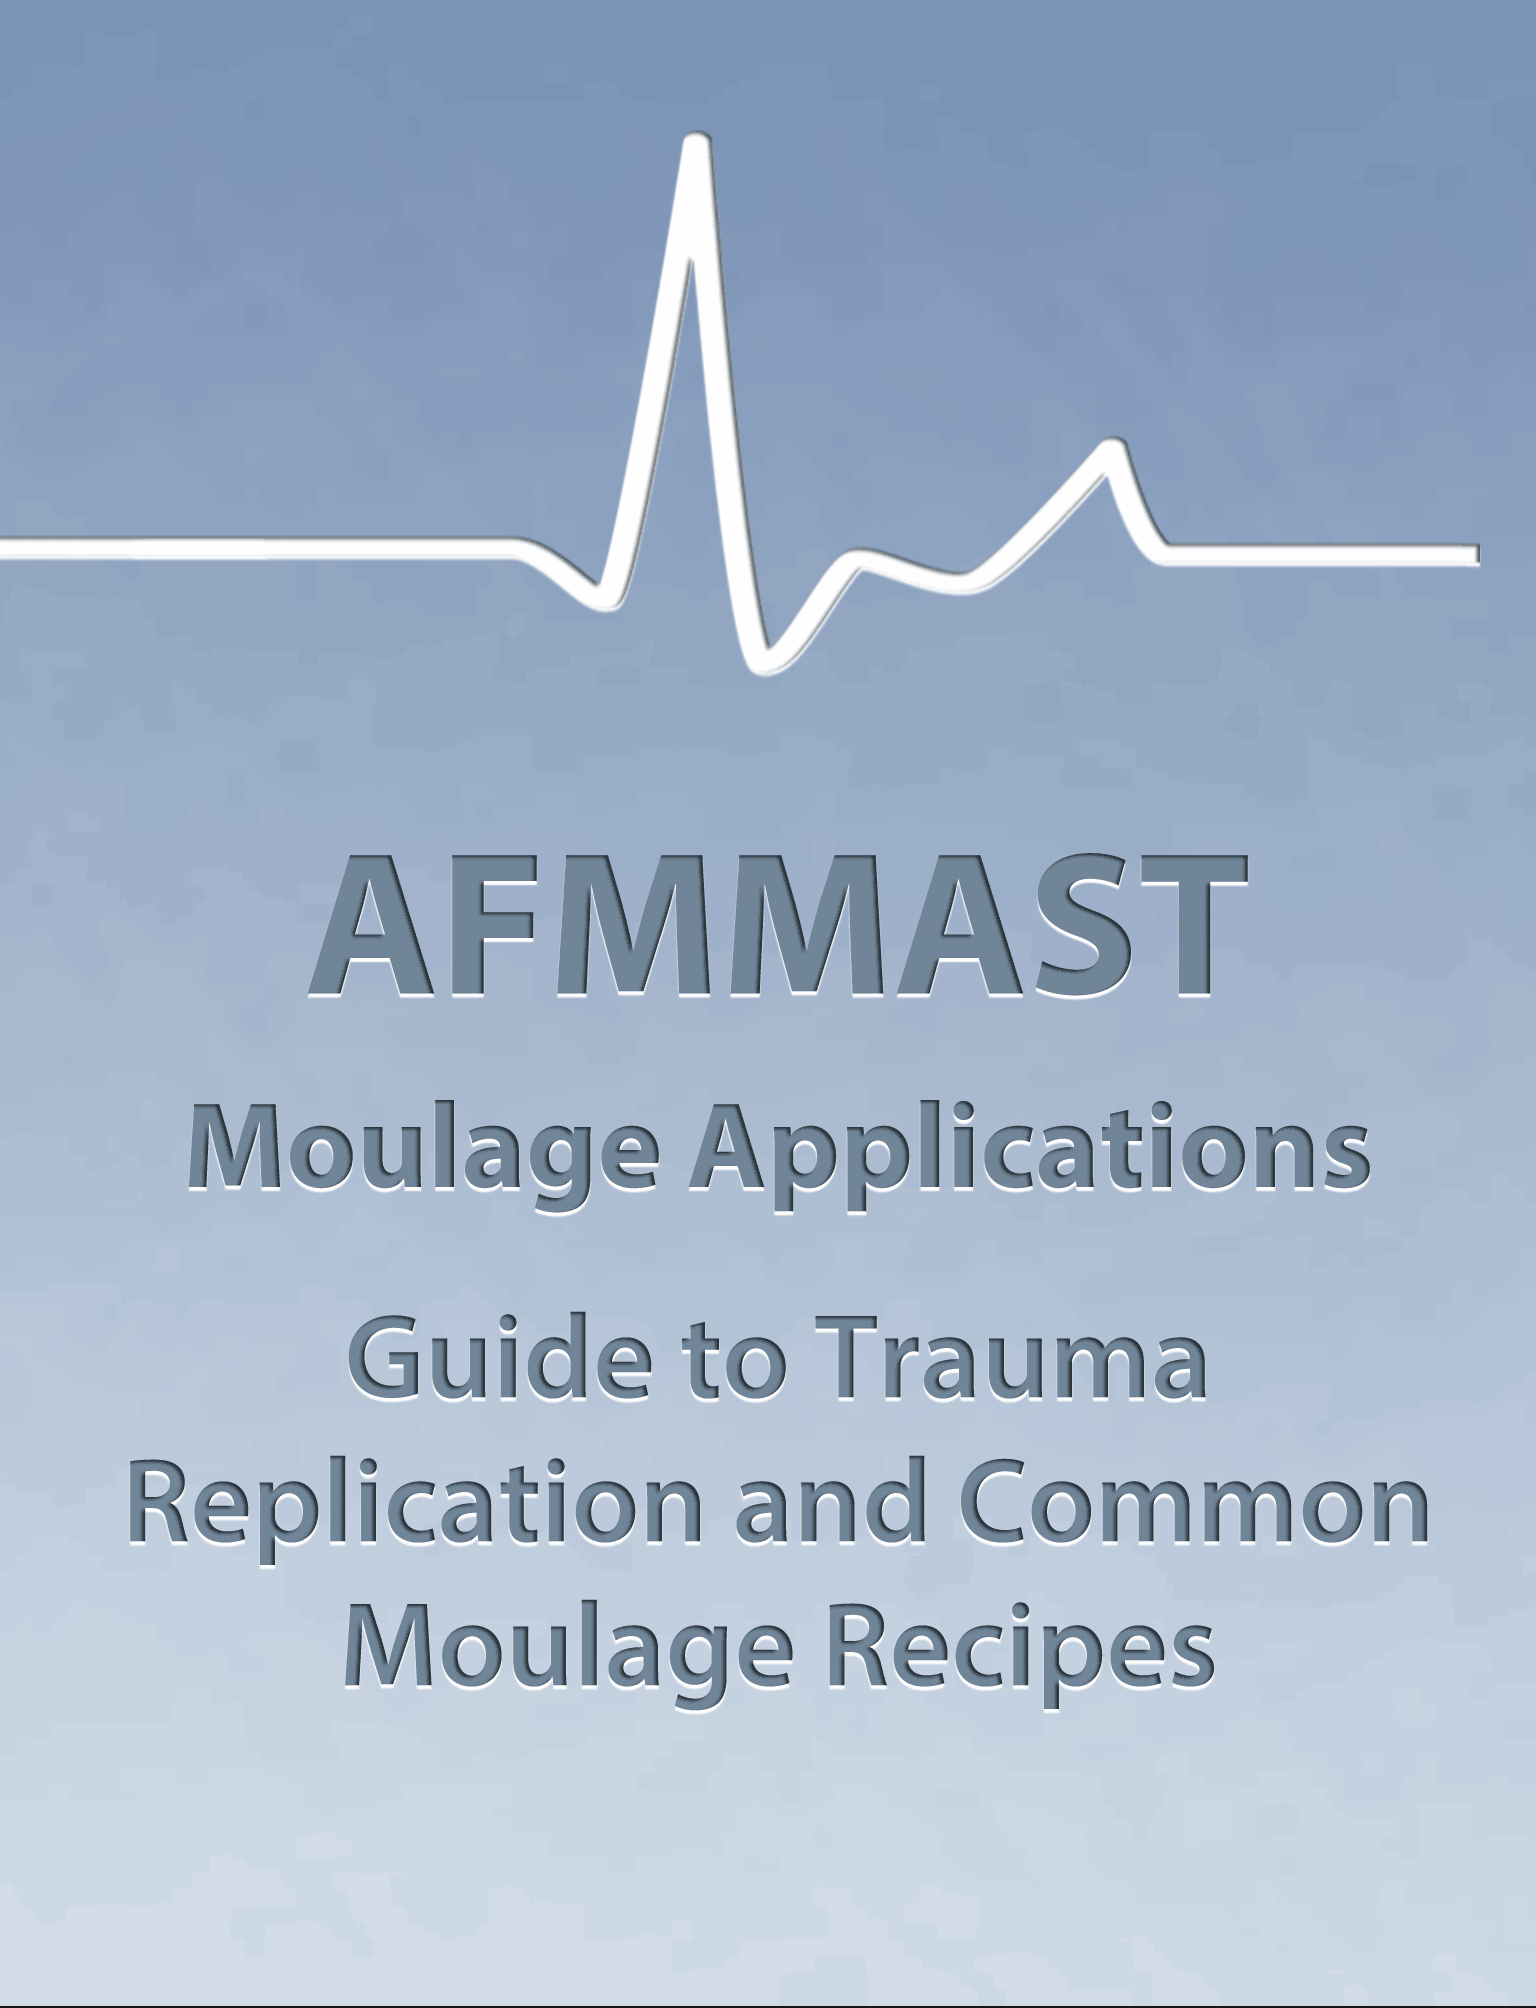 AFMMAST
Moulage Applications
Guide to Trauma
Replication and Common
Moulage Recipes